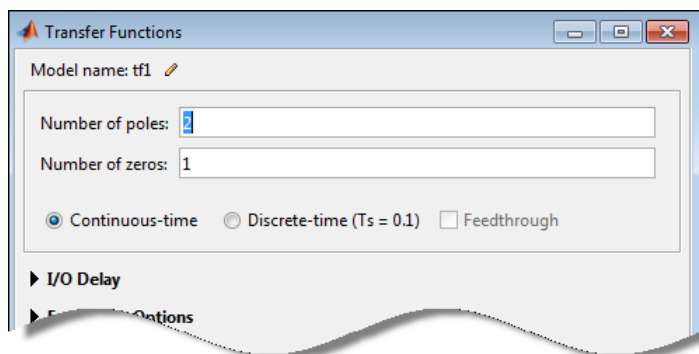 Transfer Functions
Model name: tf1
Number of poles: 2
Number of zeros: 1
Continuous-time Discrete-time (Ts = 0.1) Feedthrough
I/O Delay
Options